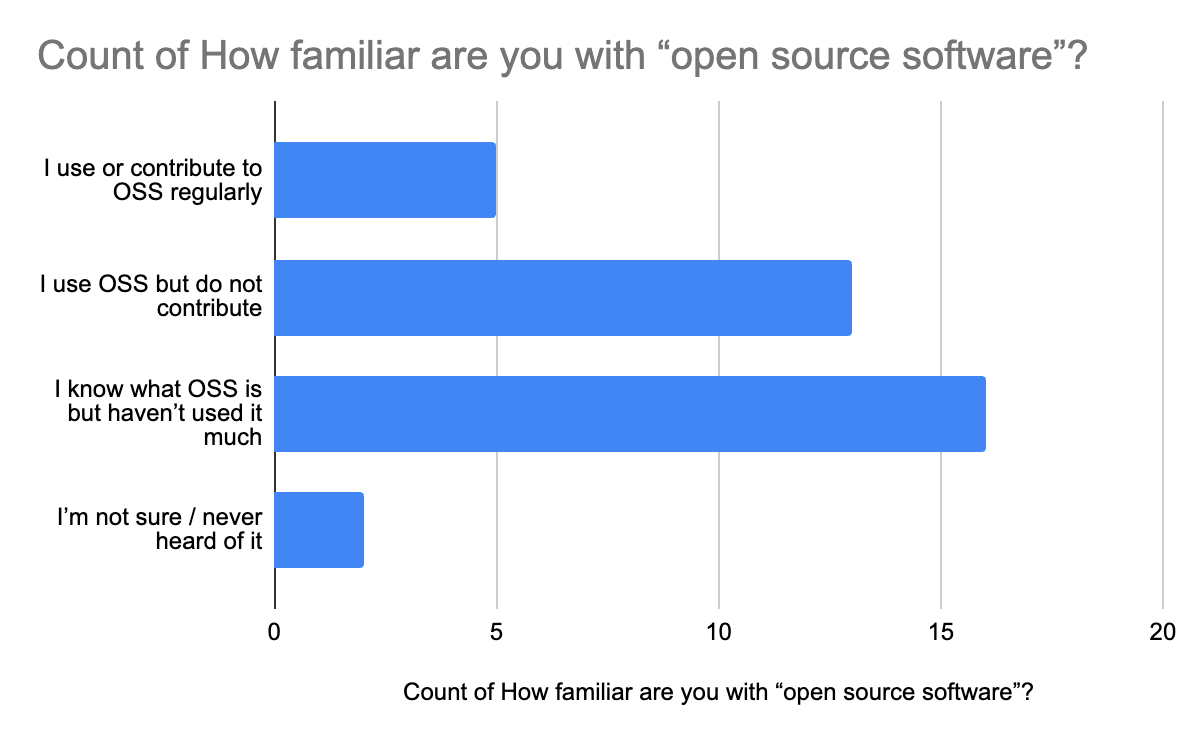 Count of How familiar are you with “open source software”?
I use or contribute to
OSS regularly
I use OSS but do not
contribute
I know what OSS is
but haven’t used it
much
I’m not sure / never
heard of it
0 5 10 15 20
Count of How familiar are you with “open source software”?